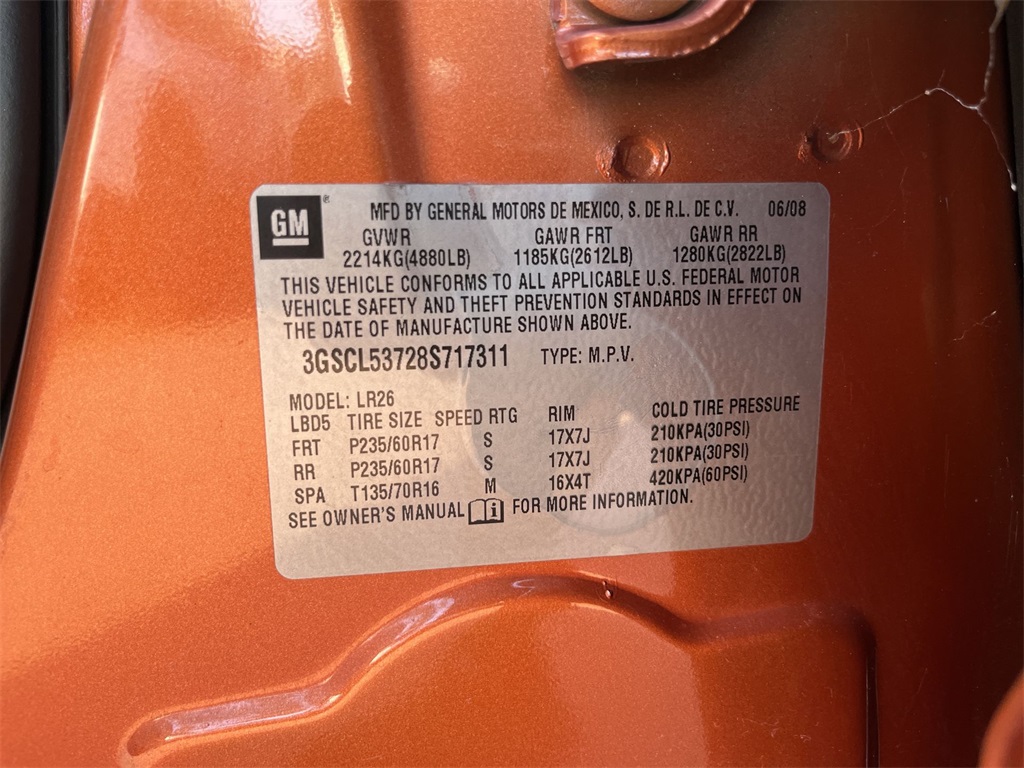 GM ® MFD BY GENERAL MOTORS DE MEXICO, S. DE R.L. DE C.V. 06/08
GVWR GAWR FRT GAWR RR
2214KG(4880LB) 1185KG(2612LB) 1280KG(2822LB)
THIS VEHICLE CONFORMS TO ALL APPLICABLE U.S. FEDERAL MOTOR
VEHICLE SAFETY AND THEFT PREVENTION STANDARDS IN EFFECT ON
THE DATE OF MANUFACTURE SHOWN ABOVE.
3GSCL53728S717311 TYPE: M.P.V.
MODEL: LR26
LBD5 TIRE SIZE SPEED RTG RIM COLD TIRE PRESSURE
FRT P235/60R17 S 17X7J 210KPA(30PSI)
RR P235/60R17 S 17X7J 210KPA(30PSI)
SPA T135/70R16 M 16X4T 420KPA(60PSI)
SEE OWNER'S MANUAL i FOR MORE INFORMATION.